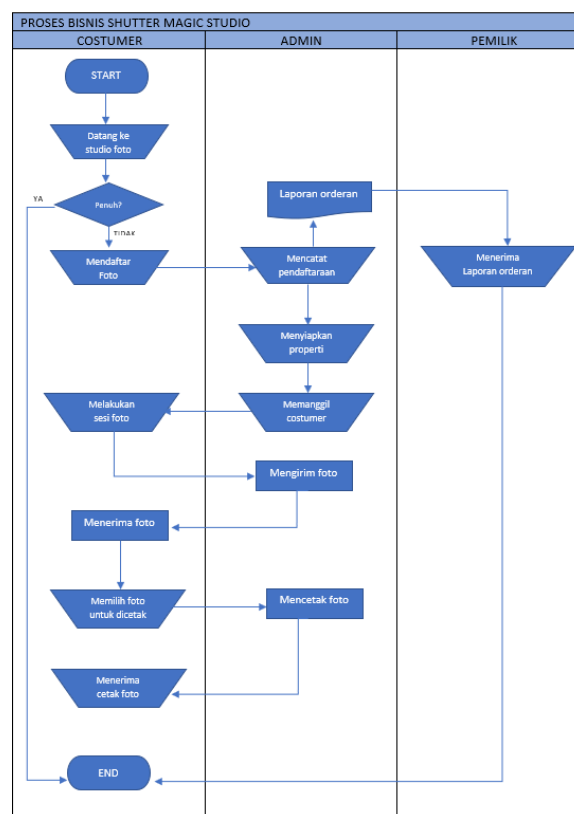 PROSES BISNIS SHUTTER MAGIC STUDIO
COSTUMER
ADMIN
PEMILIK
START
Datang ke
studio foto
YA
Penuh?
TIDAK
Laporan orderan
Mendaftar
Foto
Mencatat
pendaftaraan
Menerima
Laporan orderan
Menyiapkan
properti
Melakukan
sesi foto
Memanggil
costumer
Mengirim foto
Menerima foto
Memilih foto
untuk dicetak
Mencetak foto
Menerima
cetak foto
END